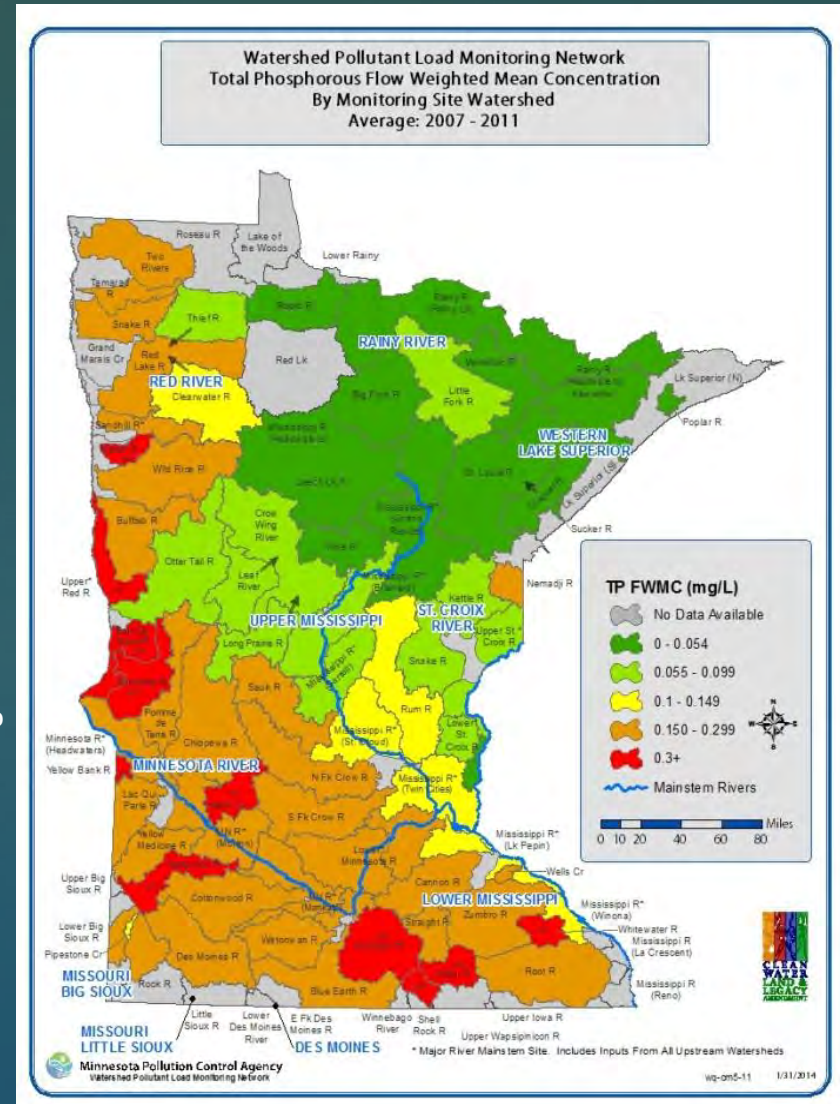 Watershed Pollutant Load Monitoring Network
Total Phosphorous Flow Weighted Mean Concentration
By Monitoring Site Watershed
Average: 2007 - 2011
Roseau R
Lake of
the Woods
Lower Rainy
Two
Rivers
Tamarac
R
Snake R
Thief R
Grand
Marais Cr
Red
Lake R
Red
Red Lk
RED RIVER
Clearwater R
Sandhill R*
Wild Rice R
Buffalo R
RAINY RIVER
Big Fork R
Little
Fork R
Lk Superior (N)
Poplar R
WESTERN
LAKE SUPERIOR
St. Louis R
Lk Superior (S)
Sucker R
Nemadji R
Upper*
Red R
Otter Tail R
Crow
Wing
River
Leaf
River
Long Prairie R
UPPER MISSISSIPPI
ST. CROIX
RIVER
Kettle R
Upper St.*
Croix R
Snake R
Rum R
Lower
St.
Croix R
Sauk R
Mississippi R*
(St. Cloud)
Mississippi R*
(Twin Cities)
Pomme
de
Terre R
Chippewa R
Minnesota R*
(Headwaters)
Yellow Bank R
MINNESOTA RIVER
Lac Qui
Parle R
N Fk Crow R
S Fk Crow R
Yellow
Medicine R
Lower
Minnesota R
Upper Big
Sioux R
Cottonwood R
Mississippi R*
(Lk Pepin)
Wells Cr
Cannon R
LOWER MISSISSIPPI
Mississippi R*
(Winona)
Straight R
Zumbro R
Whitewater R
Mississippi R
(La Crescent)
Lower Big
Sioux R
Pipestone Cr
Des Moines R
Watonwan R
Root R
Mississippi R
(Reno)
MISSOURI
BIG SIOUX
Rock R
Blue Earth R
Little
Sioux R
Lower
Des Moines
River
E Fk Des
Moines R
Winnebago
River
Shell
Rock R
Upper Iowa R
Upper Wapsipinicon R
MISSOURI
LITTLE SIOUX
DES MOINES
TP FWMC (mg/L)
No Data Available
0 - 0.054
0.055 - 0.099
0.1 - 0.149
0.150 - 0.299
0.3+
Mainstem Rivers
Miles
0 10 20 40 60 80
N
W E
S
CLEAN
WATER
LAND &
LEGACY
AMENDMENT
* Major River Mainstem Site. Includes Inputs From All Upstream Watersheds
Minnesota Pollution Control Agency
Watershed Pollutant Load Monitoring Network
wq-cm5-11 1/31/2014